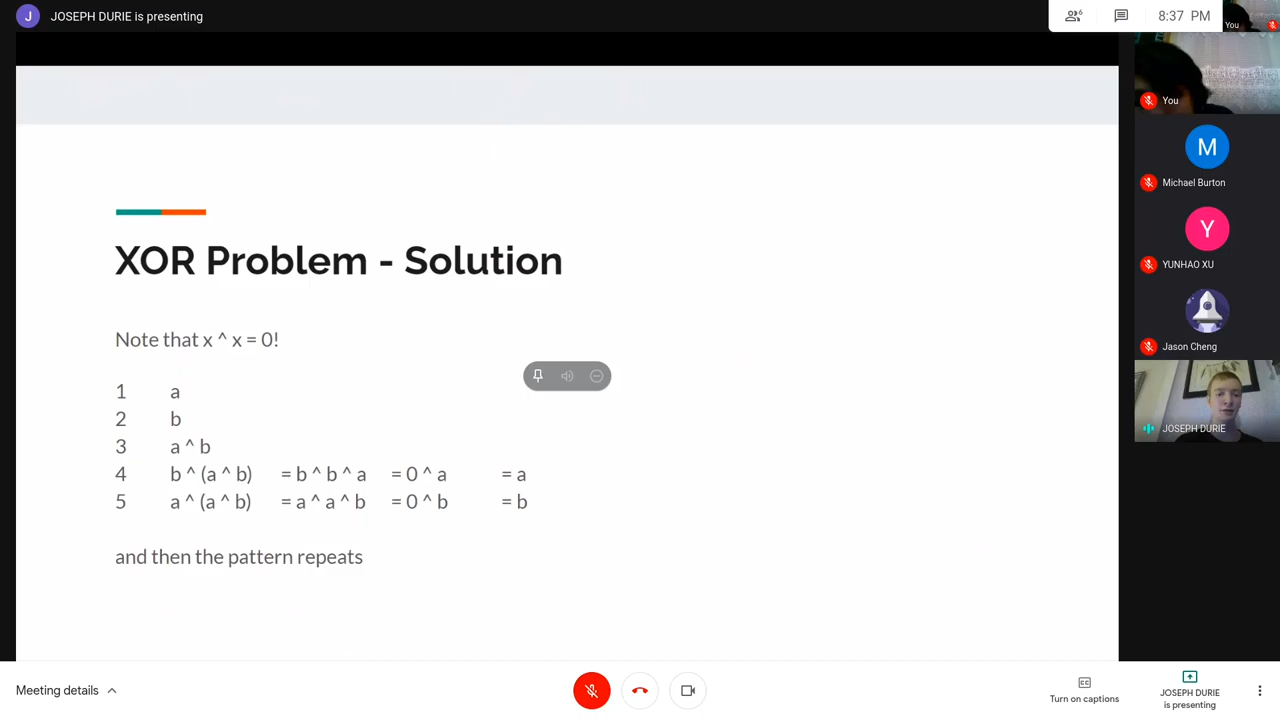 J JOSEPH DURIE is presenting
6
8:37 PM
You
You
M
Michael Burton
Y
YUNHAO XU
Jason Cheng
JOSEPH DURIE
XOR Problem - Solution
Note that x ^ x = 0!
1 a
2 b
3 a ^ b
4 b ^ (a ^ b) = b ^ b ^ a = 0 ^ a = a
5 a ^ (a ^ b) = a ^ a ^ b = 0 ^ b = b
and then the pattern repeats
Meeting details
CC
Turn on captions
JOSEPH DURIE
is presenting